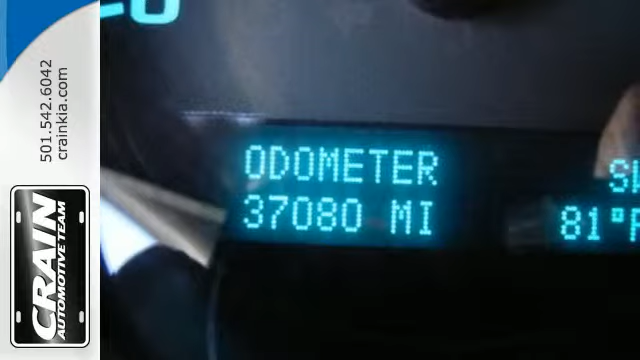 501.542.6042
crainkia.com
CRAIN
AUTOMOTIVE TEAM
ODOMETER
37080 MI
81°